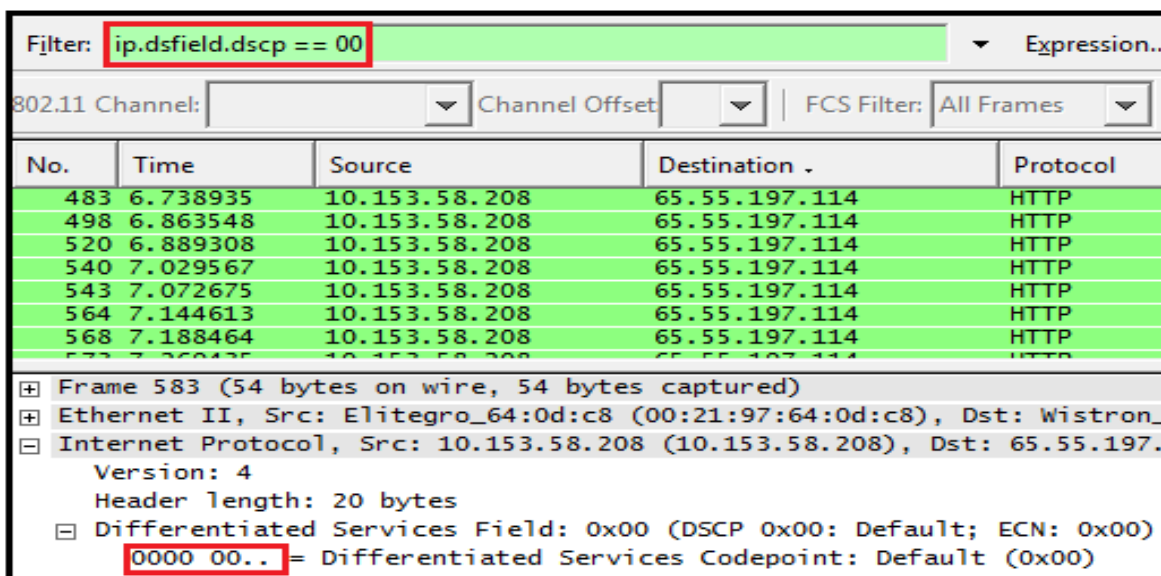 Filter: ip.dsfield.dscp == 00 Expression..
802.11 Channel: Channel Offset FCS Filter: All Frames
No. Time Source Destination Protocol
483 6.738935 10.153.58.208 65.55.197.114 HTTP
498 6.863548 10.153.58.208 65.55.197.114 HTTP
520 6.889308 10.153.58.208 65.55.197.114 HTTP
540 7.029567 10.153.58.208 65.55.197.114 HTTP
543 7.072675 10.153.58.208 65.55.197.114 HTTP
564 7.144613 10.153.58.208 65.55.197.114 HTTP
568 7.188464 10.153.58.208 65.55.197.114 HTTP
Frame 583 (54 bytes on wire, 54 bytes captured)
Ethernet II, Src: Elitegro_64:0d:c8 (00:21:97:64:0d:c8), Dst: Wistron_
Internet Protocol, Src: 10.153.58.208 (10.153.58.208), Dst: 65.55.197.
Version: 4
Header length: 20 bytes
Differentiated Services Field: 0x00 (DSCP 0x00: Default; ECN: 0x00)
0000 00.. = Differentiated Services Codepoint: Default (0x00)